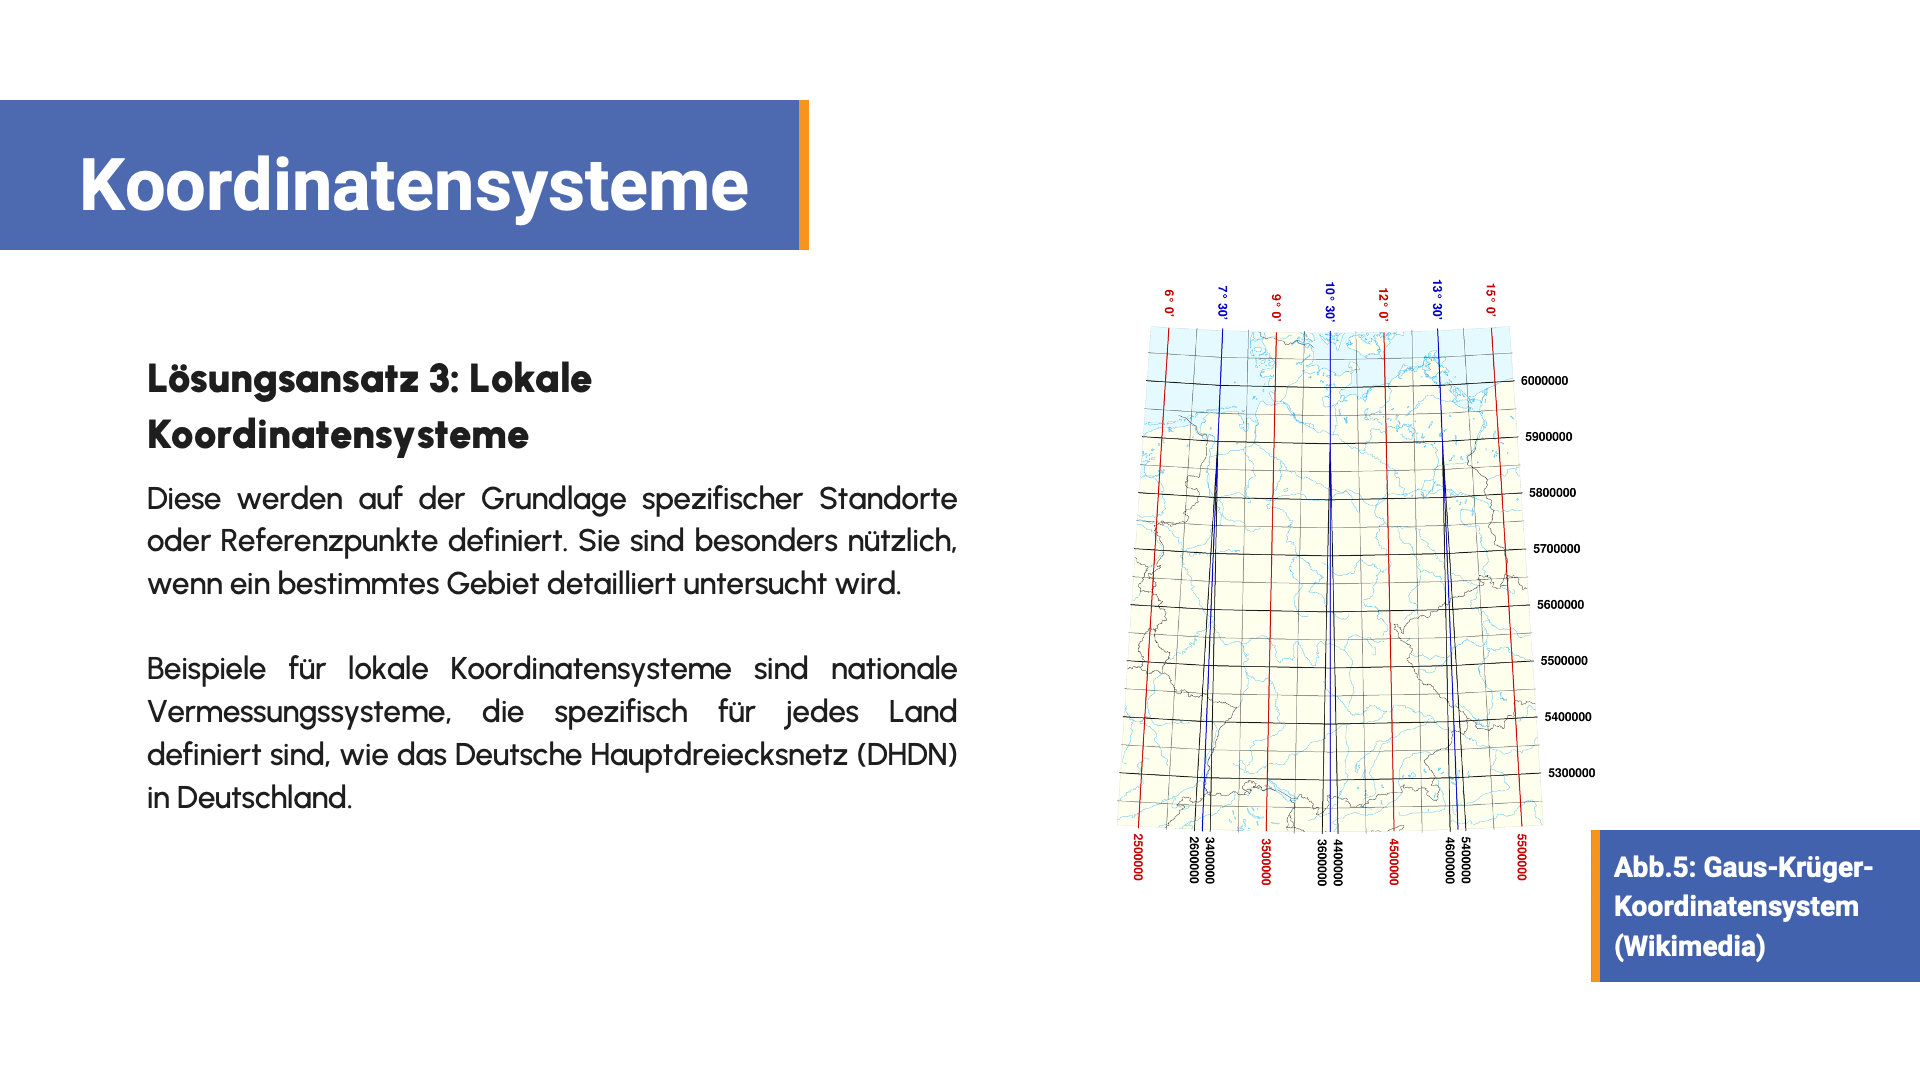 Koordinatensysteme
Lösungsansatz 3: Lokale
Koordinatensysteme
Diese werden auf der Grundlage spezifischer Standorte
oder Referenzpunkte definiert. Sie sind besonders nützlich,
wenn ein bestimmtes Gebiet detailliert untersucht wird.
Beispiele für lokale Koordinatensysteme sind nationale
Vermessungssysteme, die spezifisch für jedes Land
definiert sind, wie das Deutsche Hauptdreiecksnetz (DHDN)
in Deutschland.
6° 0'
7° 30'
9° 0'
10° 30'
12° 0'
13° 30'
15° 0'
6000000
5900000
5800000
5700000
5600000
5500000
5400000
5300000
2500000
2600000
3400000
3500000
3600000
4400000
4500000
4600000
5400000
5500000
Abb.5: Gaus-Krüger-
Koordinatensystem
(Wikimedia)